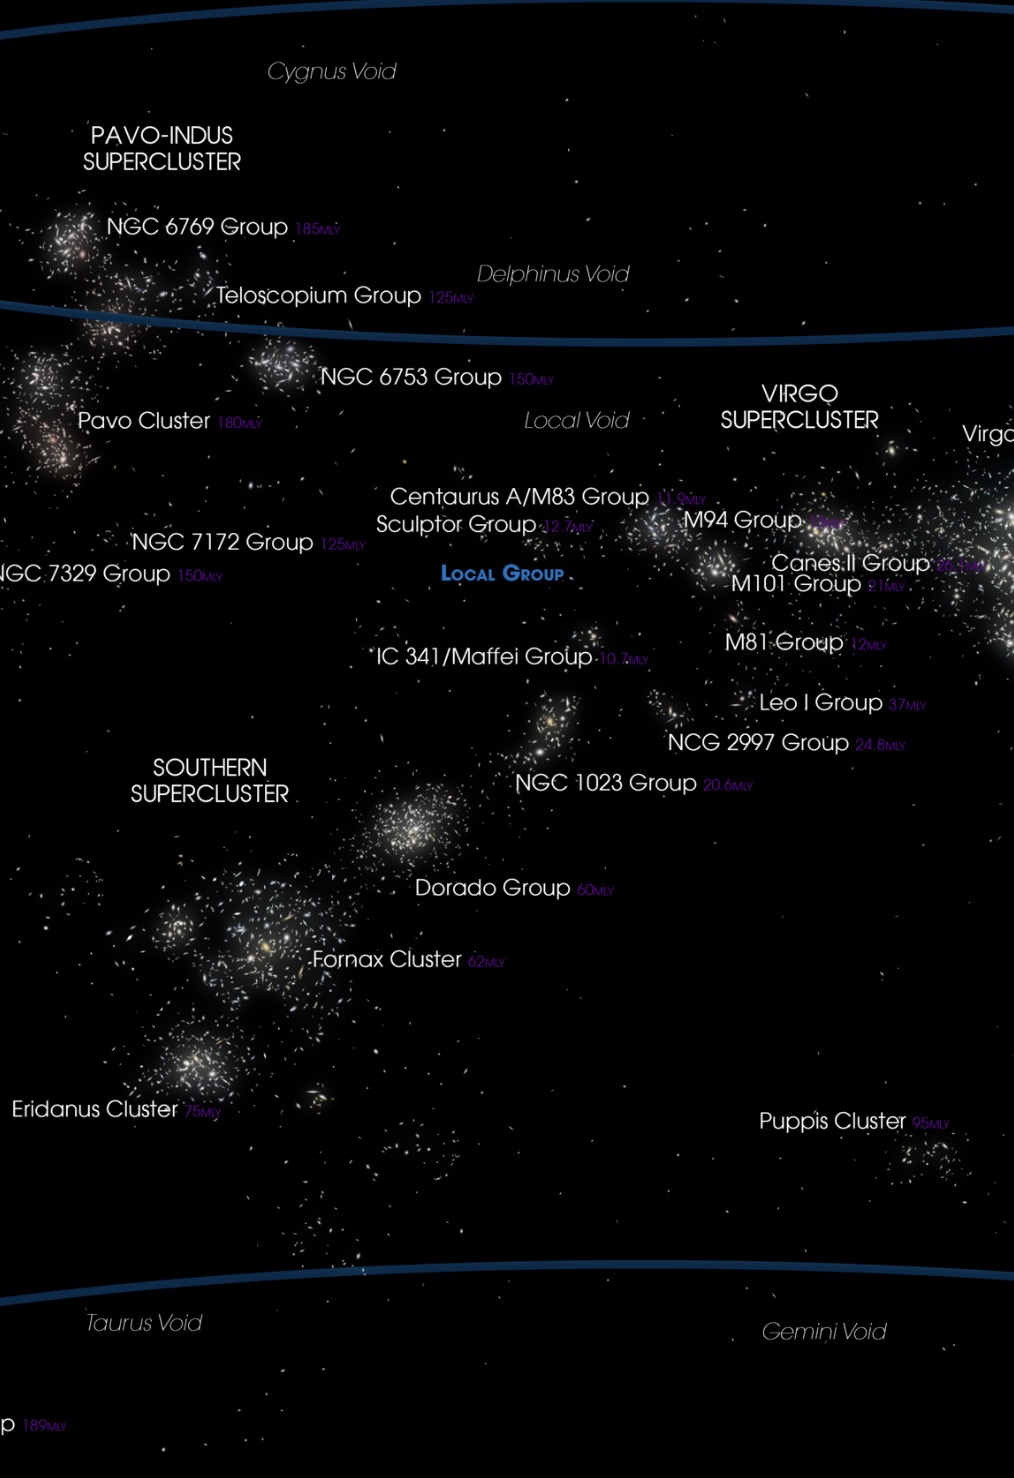 Cygnus Void
PAVO-INDUS
SUPERCLUSTER
NGC 6769 Group 185MLY
Delphinus Void
Teloscopium Group 125MLY
NGC 6753 Group 150MLY
VIRGO
SUPERCLUSTER
Pavo Cluster 180MLY
Local Void
Virgo
Centaurus A/M83 Group 11.9MLY
Sculptor Group 12.7MLY
M94 Group
NGC 7172 Group 125MLY
Canes II Group
NGC 7329 Group 150MLY
LOCAL GROUP
M101 Group 21MLY
M81 Group 12MLY
IC 341/Maffei Group 10.7MLY
Leo I Group 37MLY
NCG 2997 Group 24.8MLY
SOUTHERN
SUPERCLUSTER
NGC 1023 Group 20.6MLY
Dorado Group 60MLY
Fornax Cluster 62MLY
Eridanus Cluster 75MLY
Puppis Cluster 95MLY
Taurus Void
Gemini Void
p 189MLY